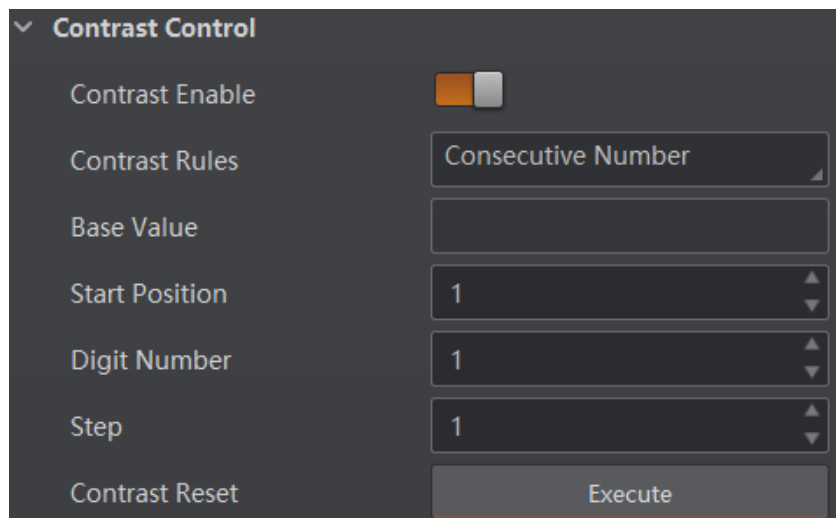 Contrast Control
Contrast Enable
Contrast Rules Consecutive Number
Base Value
Start Position 1
Digit Number 1
Step 1
Contrast Reset Execute